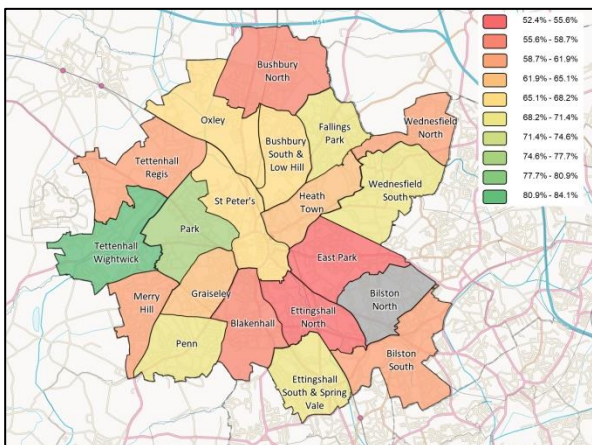 52.4% - 55.6%
55.6% - 58.7%
58.7% - 61.9%
61.9% - 65.1%
65.1% - 68.2%
68.2% - 71.4%
71.4% - 74.6%
74.6% - 77.7%
77.7% - 80.9%
80.9% - 84.1%
Bushbury
North
Oxley
Bushbury
South &
Low Hill
Fallings
Park
Wednesfield
North
Tettenhall
Regis
Wednesfield
South
St Peter's
Heath
Town
Park
Tettenhall
Wightwick
East Park
Merry
Hill
Graiseley
Blakenhall
Ettingshall
North
Bilston
North
Penn
Bilston
South
Ettingshall
South & Spring
Vale